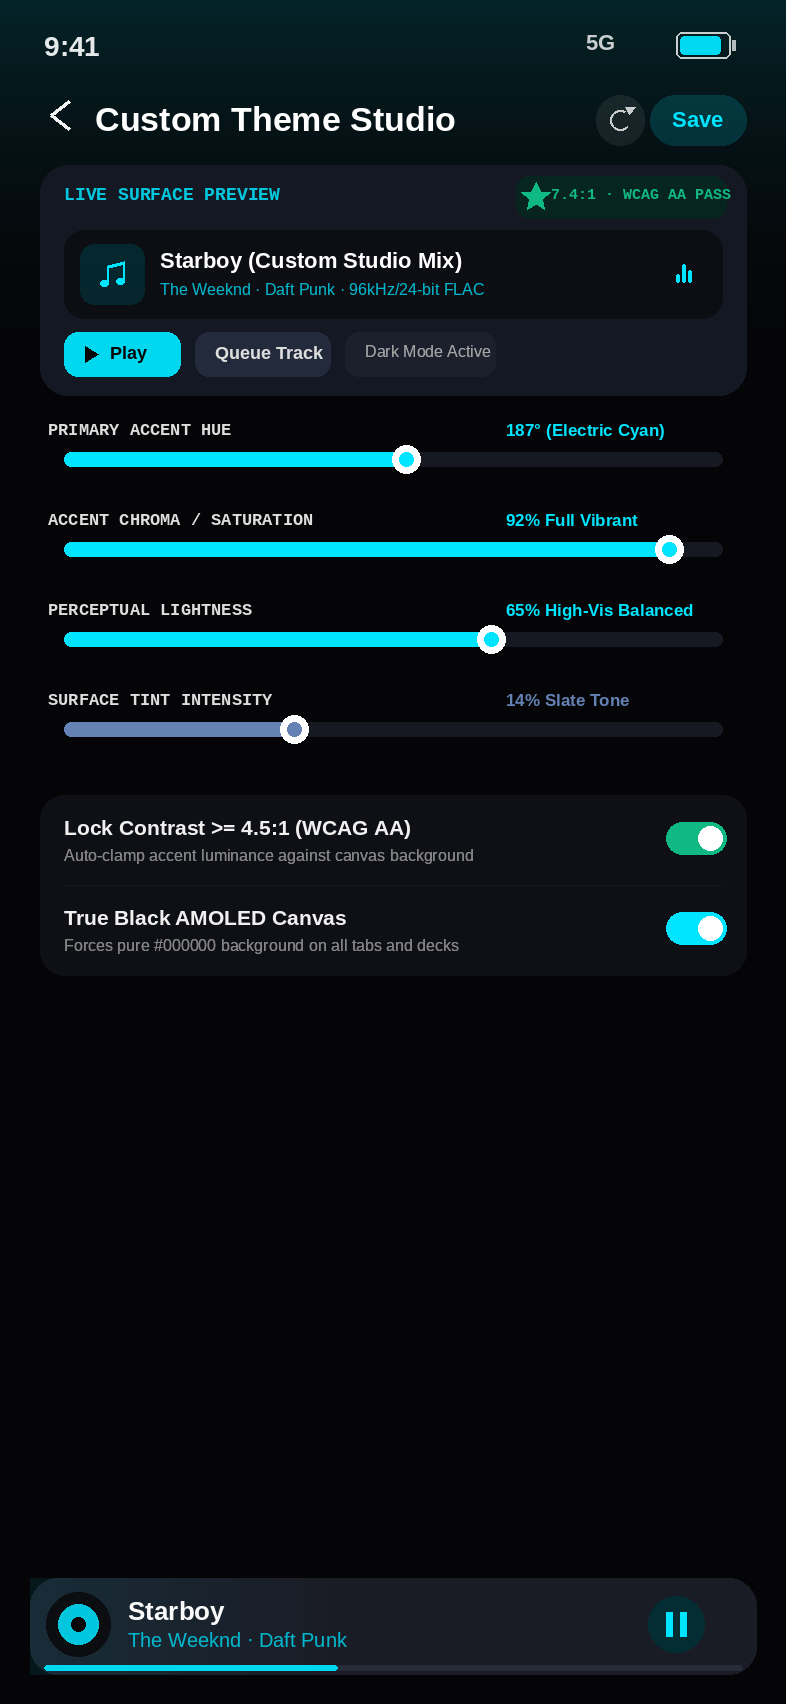 9:41
5G
Custom Theme Studio
Save
LIVE SURFACE PREVIEW
7.4:1 · WCAG AA PASS
Starboy (Custom Studio Mix)
The Weeknd · Daft Punk · 96kHz/24-bit FLAC
Play
Queue Track
Dark Mode Active
PRIMARY ACCENT HUE
187° (Electric Cyan)
ACCENT CHROMA / SATURATION
92% Full Vibrant
PERCEPTUAL LIGHTNESS
65% High-Vis Balanced
SURFACE TINT INTENSITY
14% Slate Tone
Lock Contrast >= 4.5:1 (WCAG AA)
Auto-clamp accent luminance against canvas background
True Black AMOLED Canvas
Forces pure #000000 background on all tabs and decks
Starboy
The Weeknd · Daft Punk